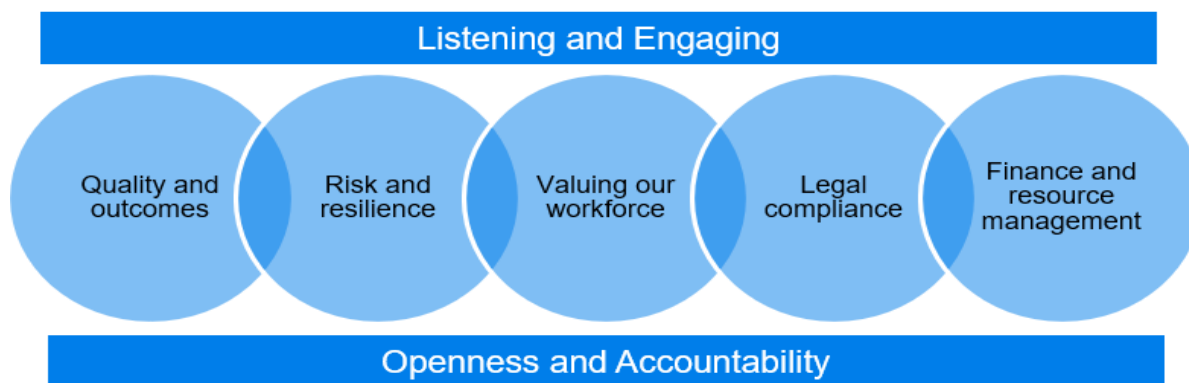 Listening and Engaging
Quality and
outcomes
Risk and
resilience
Valuing our
workforce
Legal
compliance
Finance and
resource
management
Openness and Accountability